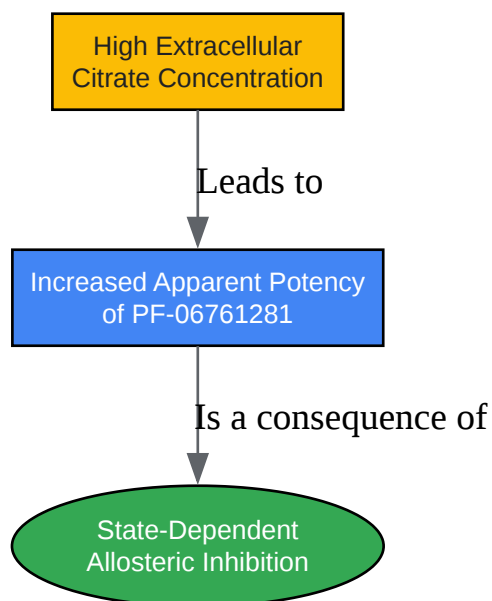 High Extracellular
Citrate Concentration
Leads to
Increased Apparent Potency
of PF-06761281
Is a consequence of
State-Dependent
Allosteric Inhibition